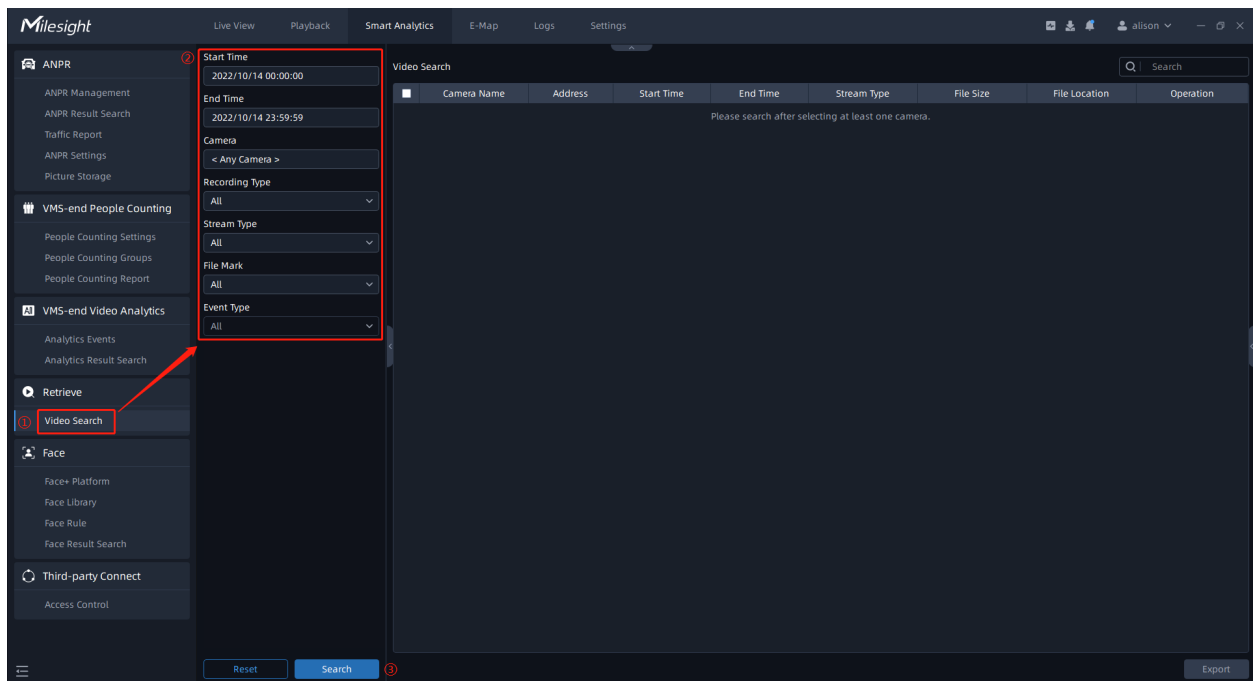 Milesight
Live View
Playback
Smart Analytics
E-Map
Logs
Settings
alison
ANPR
ANPR Management
ANPR Result Search
Traffic Report
ANPR Settings
Picture Storage
VMS-end People Counting
People Counting Settings
People Counting Groups
People Counting Report
AI VMS-end Video Analytics
Analytics Events
Analytics Result Search
Retrieve
① Video Search
Face
Face+ Platform
Face Library
Face Rule
Face Result Search
Third-party Connect
Access Control
② Start Time
2022/10/14 00:00:00
End Time
2022/10/14 23:59:59
Camera
< Any Camera >
Recording Type
All
Stream Type
All
File Mark
All
Event Type
All
Reset
Search ③
Video Search
Search
Camera Name Address Start Time End Time Stream Type File Size File Location Operation
Please search after selecting at least one camera.
Export